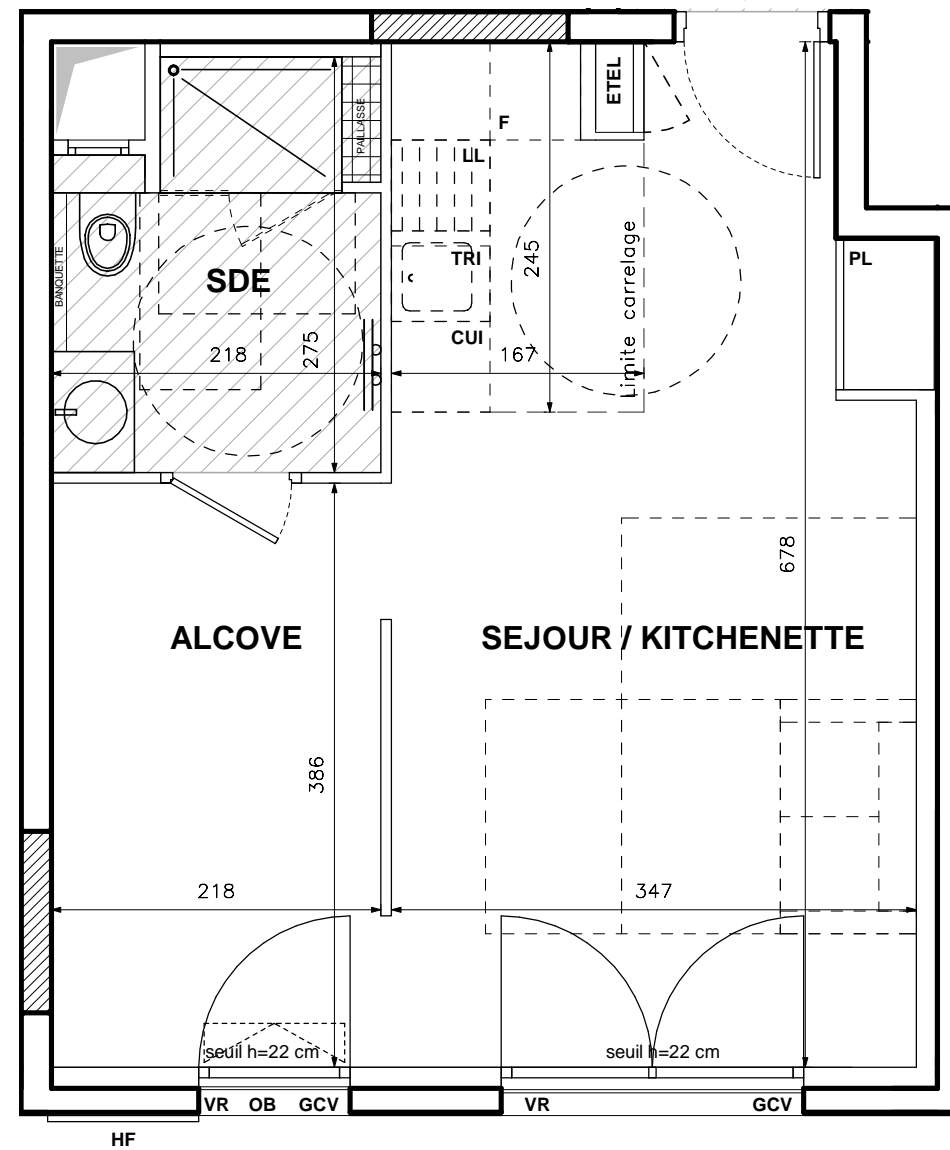 ETEL
F
PAILLASSE
LL
BANQUETTE
SDE
TRI
245
Limite carrelage
PL
CUI
218
275
167
678
ALCOVE
SEJOUR / KITCHENETTE
386
218
347
seuil h=22 cm
seuil h=22 cm
VR OB GCV
VR GCV
HF